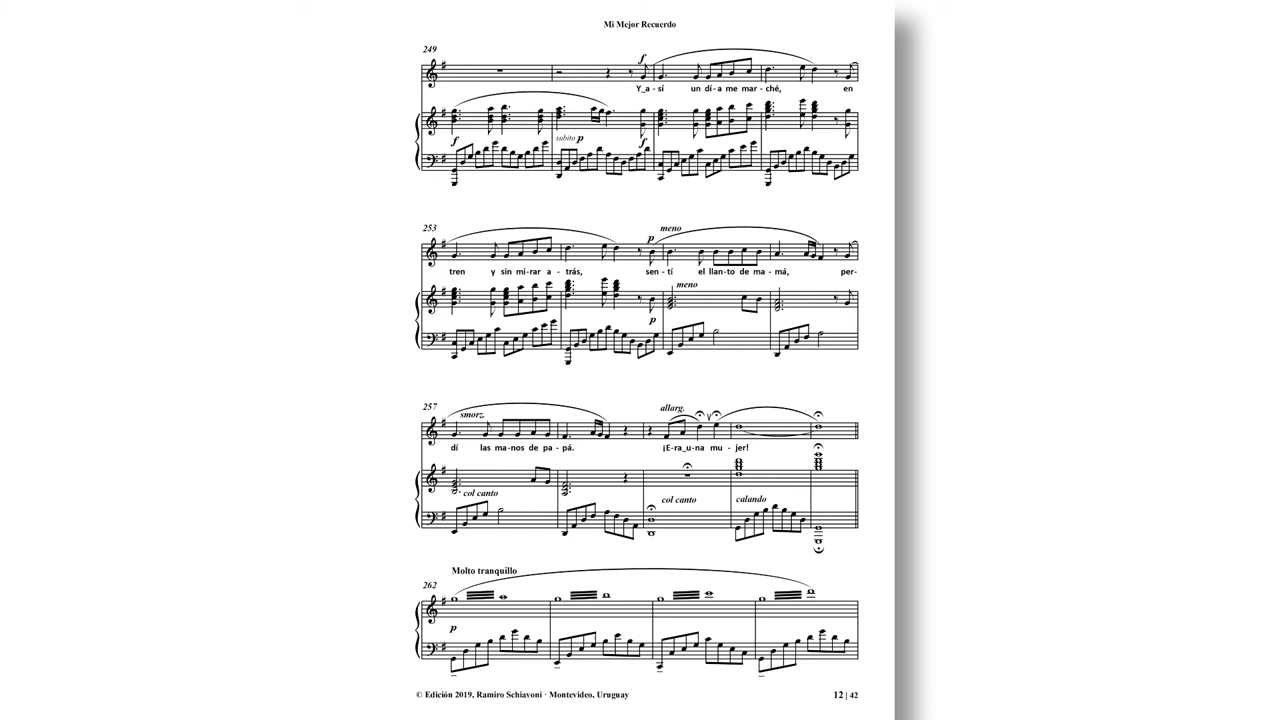 Mi Mejor Recuerdo
249
f
Y_a - sí un dí - a me mar - ché, en
f subito p f
253
p meno
tren y sin mi - rar a - trás, sen - tí el llan - to de ma - má, per -
meno
p
257
smorz. allarg.
dí las ma - nos de pa - pá. ¡E - ra_u - na mu - jer!
col canto col canto calando
Molto tranquillo
262
p
© Edición 2019, Ramiro Schiavoni · Montevideo, Uruguay 12 | 42